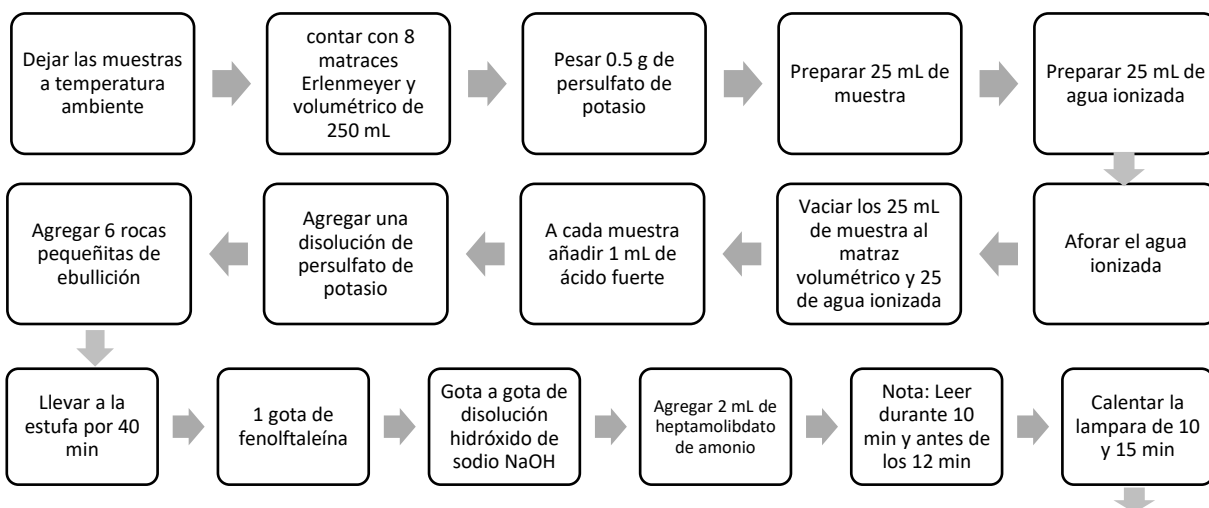 Dejar las muestras
a temperatura
ambiente
contar con 8
matraces
Erlenmeyer y
volumétrico de
250 mL
Pesar 0.5 g de
persulfato de
potasio
Preparar 25 mL de
muestra
Preparar 25 mL de
agua ionizada
Aforar el agua
ionizada
Vaciar los 25 mL
de muestra al
matraz
volumétrico y 25
de agua ionizada
A cada muestra
añadir 1 mL de
ácido fuerte
Agregar una
disolución de
persulfato de
potasio
Agregar 6 rocas
pequeñitas de
ebullición
Llevar a la
estufa por 40
min
1 gota de
fenolftaleína
Gota a gota de
disolución
hidróxido de
sodio NaOH
Agregar 2 mL de
heptamolibdato
de amonio
Nota: Leer
durante 10
min y antes de
los 12 min
Calentar la
lampara de 10
y 15 min